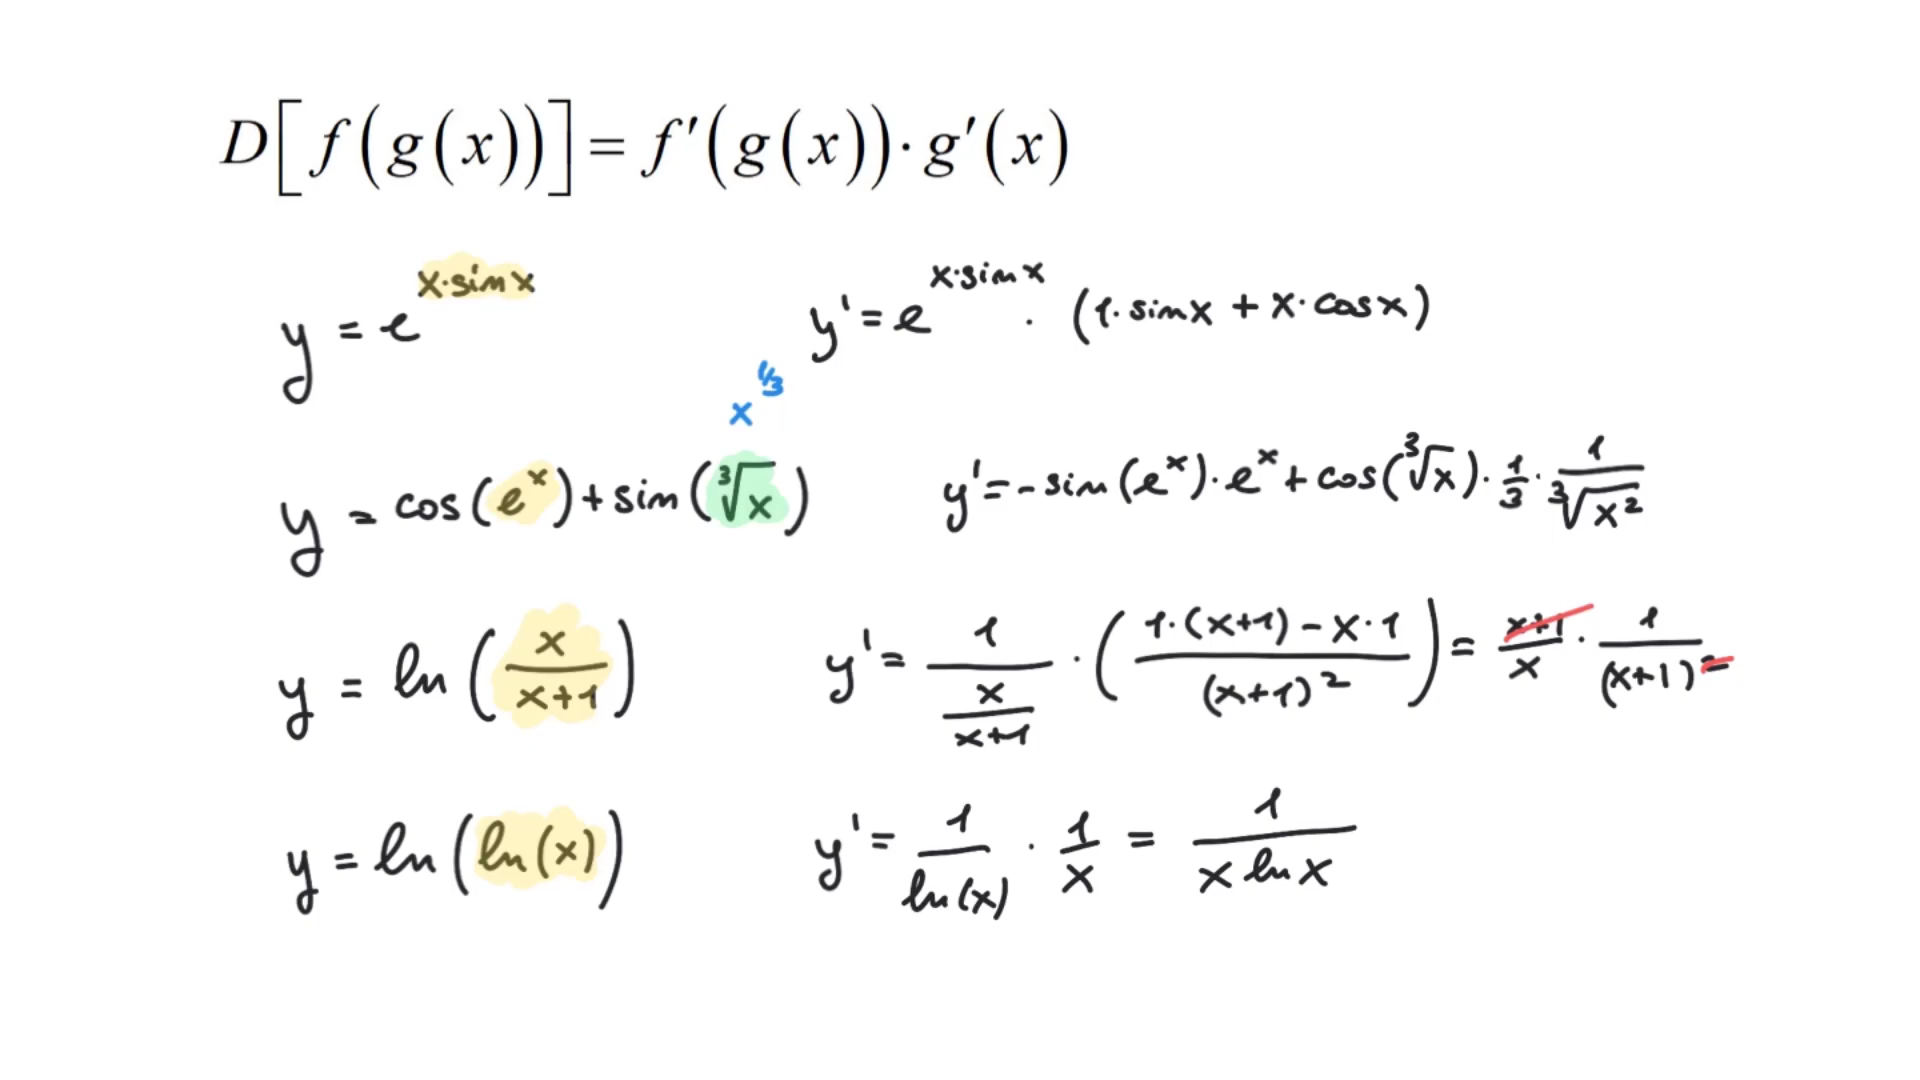 D[f(g(x))] = f'(g(x))·g'(x)
y = e^(x·sin x) y' = e^(x·sin x) · (1·sin x + x·cos x)
x^(1/3)
y = cos(e^x) + sin(∛x) y' = -sin(e^x)·e^x + cos(∛x)·1/3·1/∛(x²)
y = ln(x/(x+1)) y' = 1/(x/(x+1)) · ((1·(x+1) - x·1)/(x+1)²) = (x+1)/x · 1/(x+1)²
y = ln(ln(x)) y' = 1/ln(x) · 1/x = 1/(x ln x)